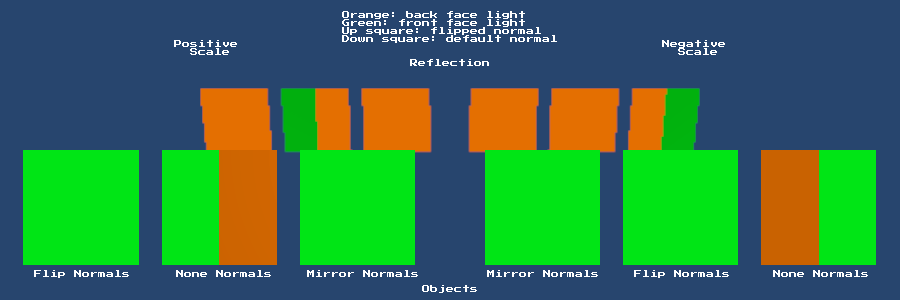 Orange: back face light
Green: front face light
Up square: flipped normal
Down square: default normal
Positive
Scale
Negative
Scale
Reflection
Flip Normals
None Normals
Mirror Normals
Mirror Normals
Flip Normals
None Normals
Objects